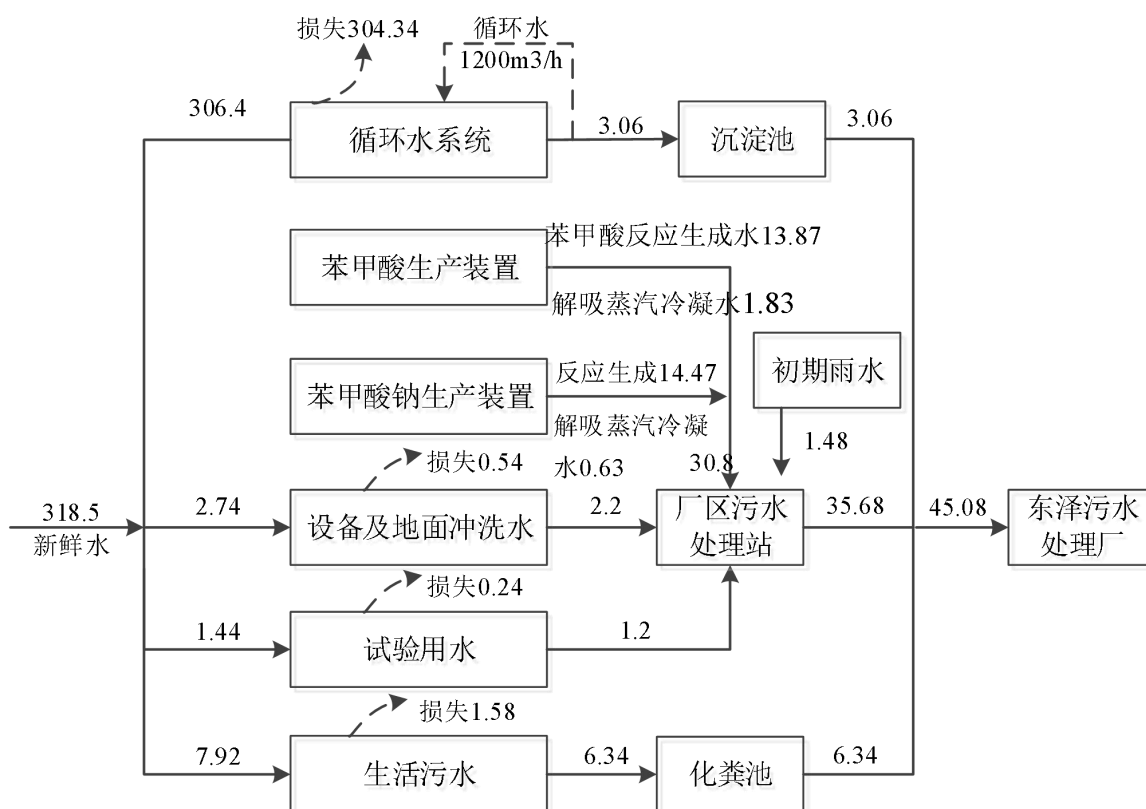 损失304.34
循环水
1200m3/h
306.4
循环水系统
3.06
沉淀池
3.06
苯甲酸反应生成水13.87
苯甲酸生产装置
解吸蒸汽冷凝水1.83
反应生成14.47
初期雨水
苯甲酸钠生产装置
解吸蒸汽冷凝
水0.63
1.48
损失0.54
30.8
318.5
新鲜水
2.74
设备及地面冲洗水
2.2
厂区污水
处理站
35.68
45.08
东泽污水
处理厂
损失0.24
1.44
试验用水
1.2
损失1.58
7.92
生活污水
6.34
化粪池
6.34